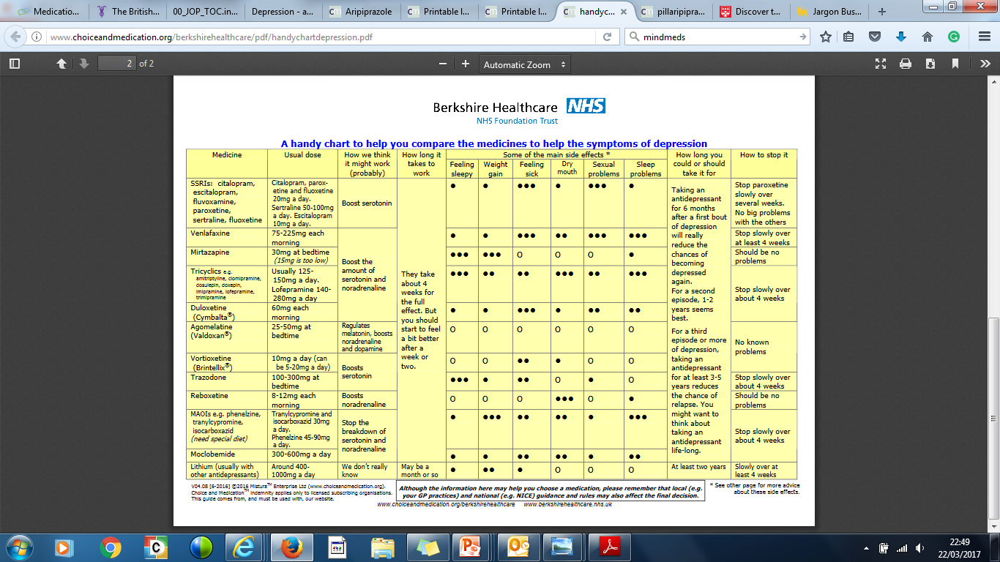 Medicatio...
The British...
00_JOP_TOC.in...
Depression - a...
Aripiprazole
Printable l...
Printable l...
handyc...
pillaripipra...
Discover t...
Jargon Bus...
www.choiceandmedication.org/berkshirehealthcare/pdf/handychartdepression.pdf
mindmeds
2 of 2
Automatic Zoom
Berkshire Healthcare NHS
NHS Foundation Trust
A handy chart to help you compare the medicines to help the symptoms of depression
Medicine
Usual dose
How we think
it might work
(probably)
How long it
takes to
work
Some of the main side effects *
Feeling
sleepy
Weight
gain
Feeling
sick
Dry
mouth
Sexual
problems
Sleep
problems
How long you
could or should
take it for
How to stop it
SSRIs: citalopram,
escitalopram,
fluvoxamine,
paroxetine,
sertraline, fluoxetine
Citalopram, parox-
etine and fluoxetine
20mg a day.
Sertraline 50-100mg
a day. Escitalopram
10mg a day.
Boost serotonin
They take
about 4
weeks for
the full
effect. But
you should
start to feel
a bit better
after a
week or
two.
● ● ●●● ● ●●● ●
Taking an
antidepressant
for 6 months
after a first bout
of depression
will really
reduce the
chances of
becoming
depressed
again.
For a second
episode, 1-2
years seems
best.
For a third
episode or more
of depression,
taking an
antidepressant
for at least 3-5
years reduces
the chance of
relapse. You
might want to
think about
taking an
antidepressant
life-long.
Stop paroxetine
slowly over
several weeks.
No big problems
with the others
Venlafaxine
75-225mg each
morning
Boost the
amount of
serotonin and
noradrenaline
● ● ●●● ●● ●●● ●●●
Stop slowly over
at least 4 weeks
Mirtazapine
30mg at bedtime
(15mg is too low)
●●● ●●● O O O ●
Should be no
problems
Tricyclics e.g.
amitriptyline, clomipramine,
dosulepin, doxepin,
imipramine, lofepramine,
trimipramine
Usually 125-
150mg a day.
Lofepramine 140-
280mg a day
●●● ●● ●● ●●● ●● ●●●
Stop slowly over
about 4 weeks
Duloxetine
(Cymbalta®)
60mg each
morning
● ● ●●● ● ●● ●●
Agomelatine
(Valdoxan®)
25-50mg at
bedtime
Regulates
melatonin, boosts
noradrenaline
and dopamine
O O O O O O
No known
problems
Vortioxetine
(Brintellix®)
10mg a day (can
be 5-20mg a day)
Boosts
serotonin
O O ●● ● O O
Trazodone
100-300mg at
bedtime
●●● ● ●● O ● O
Stop slowly over
about 4 weeks
Reboxetine
8-12mg each
morning
Boosts
noradrenaline
O O O ●●● O ●
Should be no
problems
MAOIs e.g. phenelzine,
tranylcypromine,
isocarboxazid
(need special diet)
Tranylcypromine and
isocarboxazid 30mg
a day.
Phenelzine 45-90mg
a day.
Stop the
breakdown of
serotonin and
noradrenaline
● ●●● ●● ●● ● ●●●
Stop slowly over
about 4 weeks
Moclobemide
300-600mg a day
● ● ●● ●● ● ●●
Lithium (usually with
other antidepressants)
Around 400-
1000mg a day
We don't really
know
May be a
month or so
● ●● ● O O O
At least two years
Slowly over at
least 4 weeks
V04.08 [6-2016] ©2016 Mistura™ Enterprise Ltd (www.choiceandmedication.org).
Choice and Medication™ indemnity applies only to licensed subscribing organisations.
This guide comes from, and must be used with, our website.
Although the information here may help you choose a medication, please remember that local (e.g.
your GP practices) and national (e.g. NICE) guidance and rules may also affect the final decision.
* See other page for more advice
about these side effects.
www.choiceandmedication.org/berkshirehealthcare www.berkshirehealthcare.nhs.uk
22:49
22/03/2017